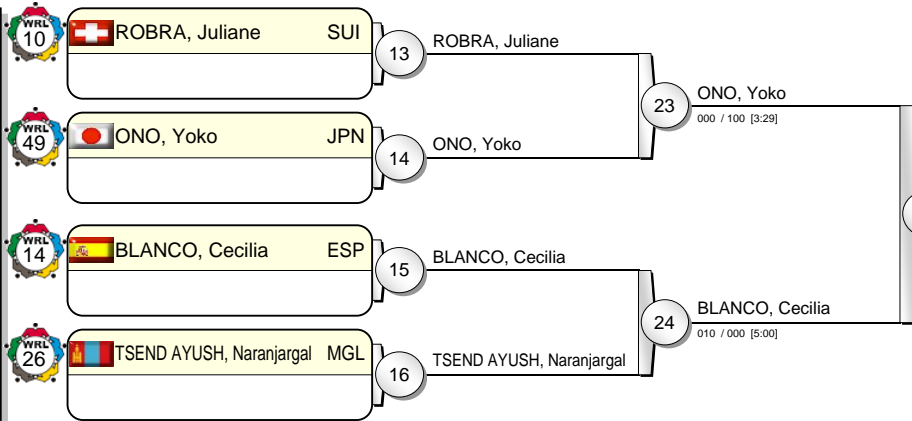 WRL
10
ROBRA, Juliane SUI
13
ROBRA, Juliane
23
ONO, Yoko
000 / 100 [3:29]
WRL
49
ONO, Yoko JPN
14
ONO, Yoko
WRL
14
BLANCO, Cecilia ESP
15
BLANCO, Cecilia
24
BLANCO, Cecilia
010 / 000 [5:00]
WRL
26
TSEND AYUSH, Naranjargal MGL
16
TSEND AYUSH, Naranjargal